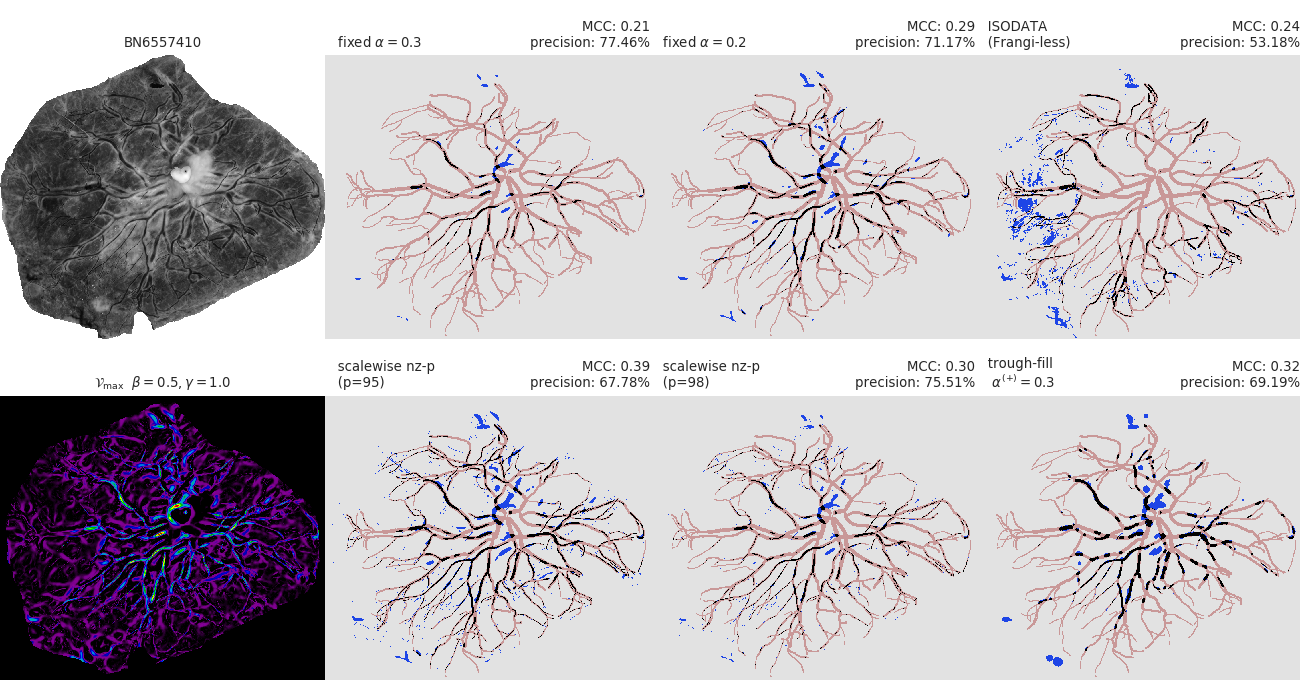 BN6557410
fixed α = 0.3
MCC: 0.21
precision: 77.46%
fixed α = 0.2
MCC: 0.29
precision: 71.17%
ISODATA
(Frangi-less)
MCC: 0.24
precision: 53.18%
𝒱max β = 0.5, γ = 1.0
scalewise nz-p
(p=95)
MCC: 0.39
precision: 67.78%
scalewise nz-p
(p=98)
MCC: 0.30
precision: 75.51%
trough-fill
α(+) = 0.3
MCC: 0.32
precision: 69.19%